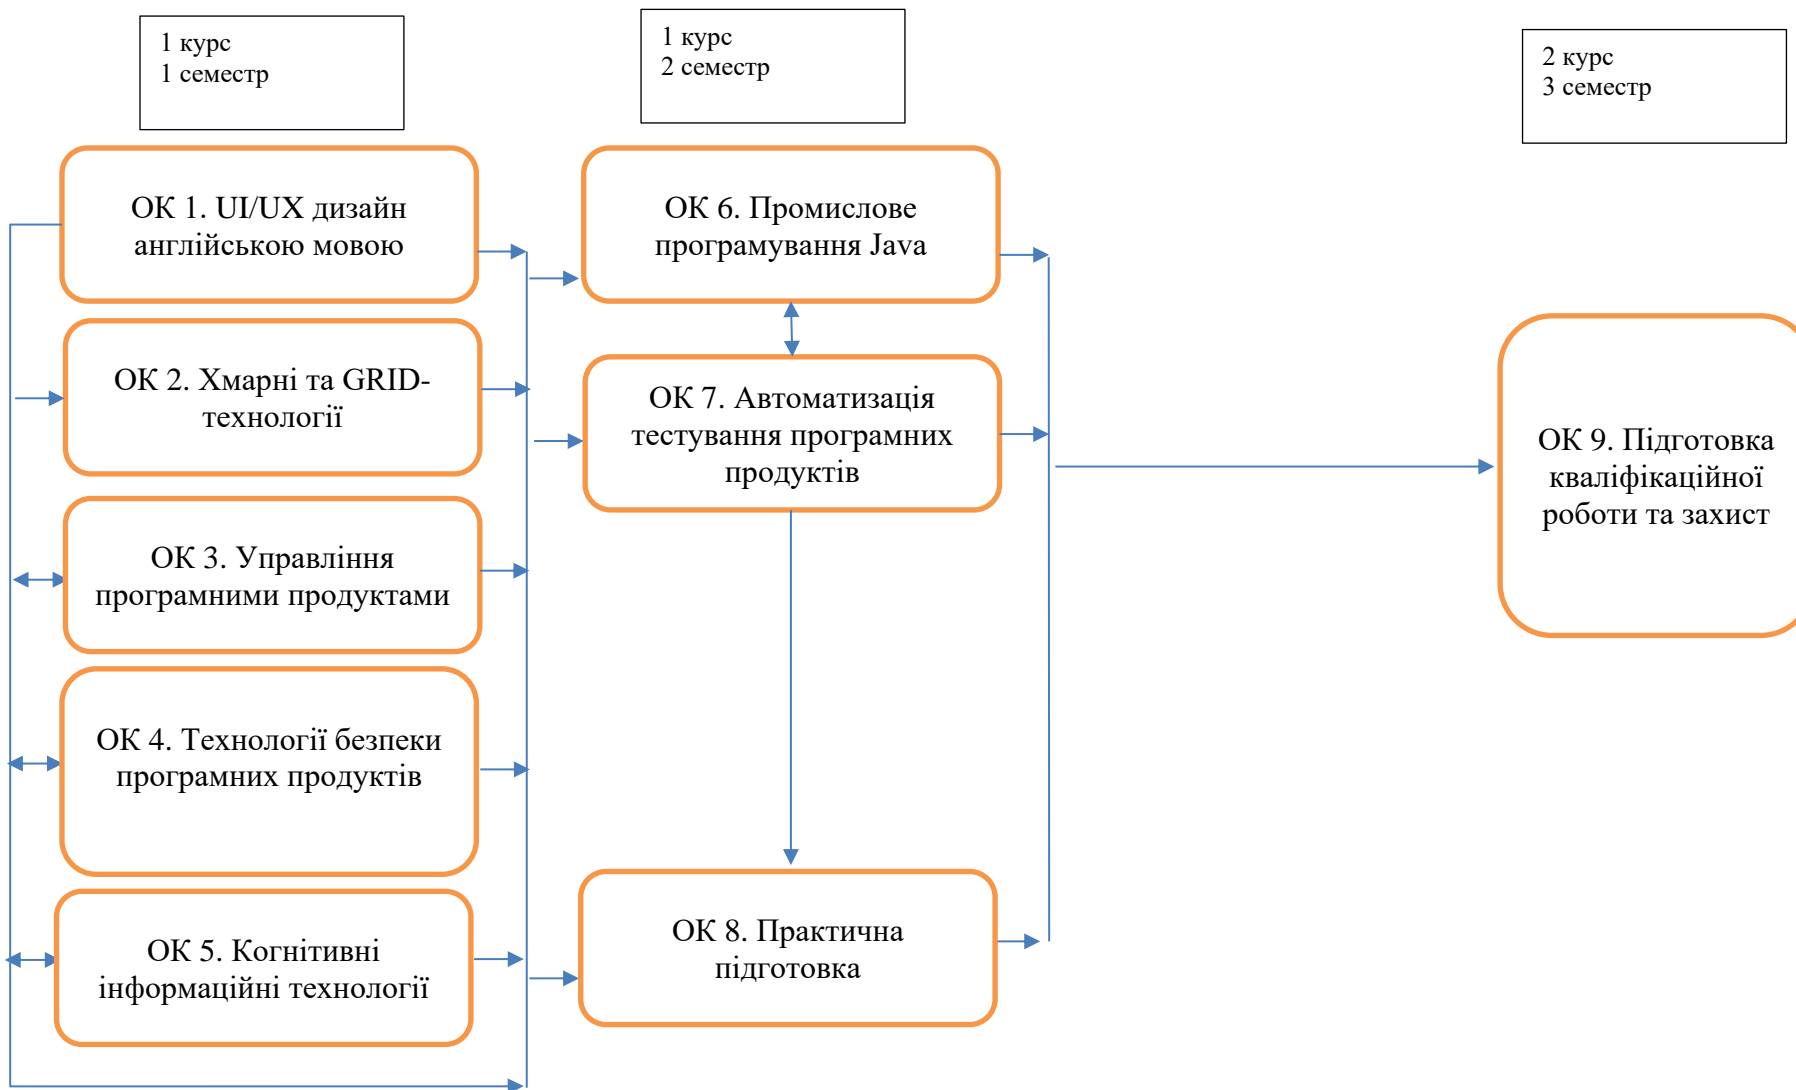 1 курс
1 семестр
1 курс
2 семестр
2 курс
3 семестр
ОК 1. UI/UX дизайн
англійською мовою
ОК 2. Хмарні та GRID-
технології
ОК 3. Управління
програмними продуктами
ОК 4. Технології безпеки
програмних продуктів
ОК 5. Когнітивні
інформаційні технології
ОК 6. Промислове
програмування Java
ОК 7. Автоматизація
тестування програмних
продуктів
ОК 8. Практична
підготовка
ОК 9. Підготовка
кваліфікаційної
роботи та захист